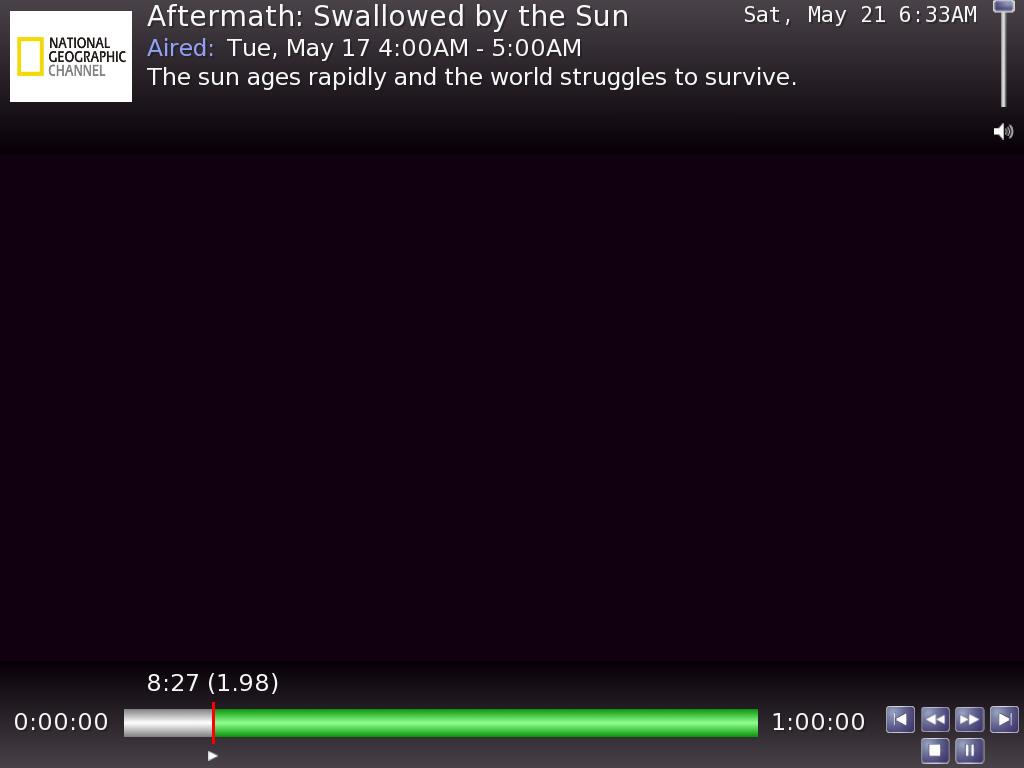 Aftermath: Swallowed by the Sun
Sat, May 21 6:33AM
NATIONAL
GEOGRAPHIC
CHANNEL
Aired: Tue, May 17 4:00AM - 5:00AM
The sun ages rapidly and the world struggles to survive.
8:27 (1.98)
0:00:00
1:00:00